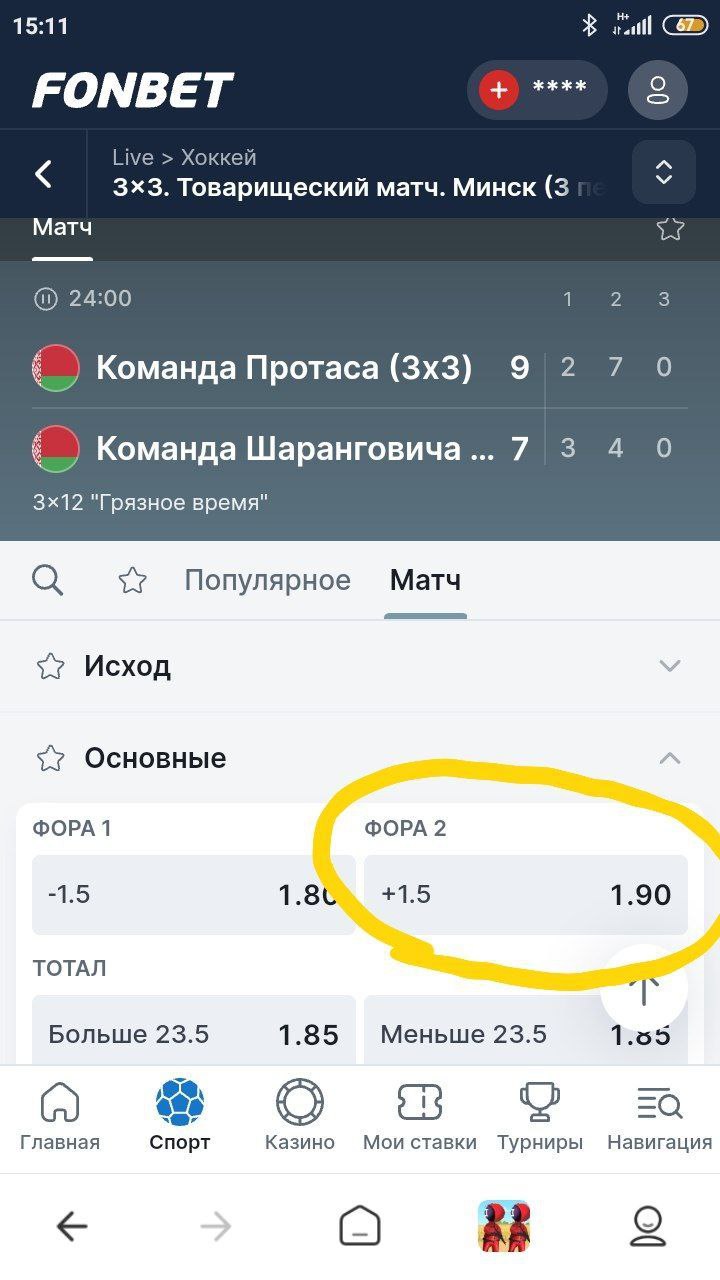 15:11
H+
67
FONBET
+ ****
Live > Хоккей
3×3. Товарищеский матч. Минск (3 пе
Матч
24:00 1 2 3
Команда Протаса (3х3) 9 2 7 0
Команда Шаранговича ... 7 3 4 0
3×12 "Грязное время"
Популярное Матч
Исход
Основные
ФОРА 1 ФОРА 2
-1.5 1.80 +1.5 1.90
ТОТАЛ
Больше 23.5 1.85 Меньше 23.5 1.85
Главная Спорт Казино Мои ставки Турниры Навигация